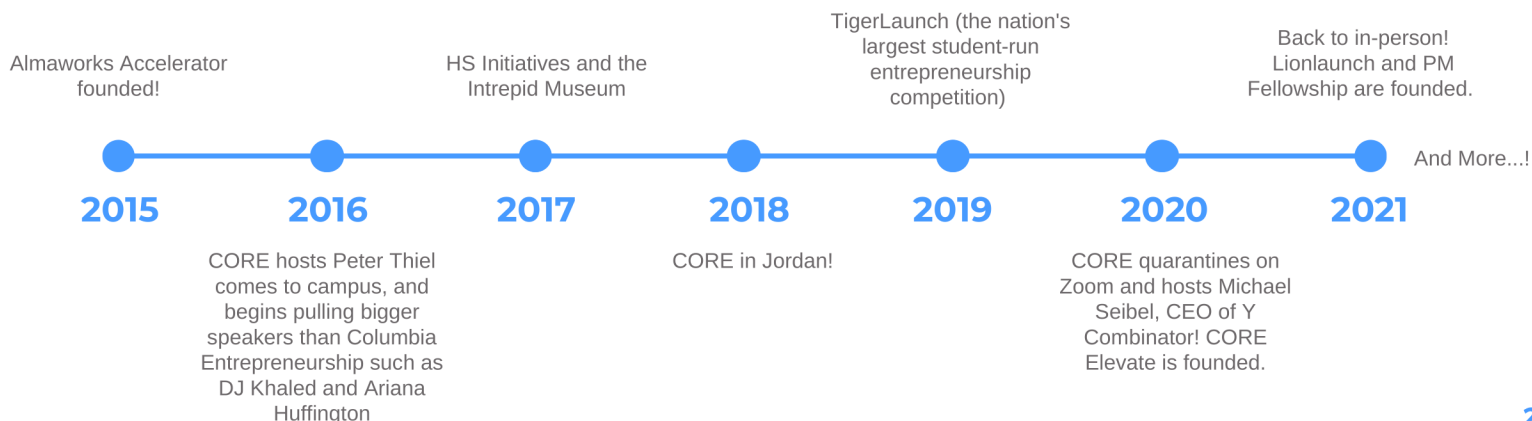 Almaworks Accelerator
founded!
HS Initiatives and the
Intrepid Museum
TigerLaunch (the nation's
largest student-run
entrepreneurship
competition)
Back to in-person!
Lionlaunch and PM
Fellowship are founded.
And More...!
2015
2016
2017
2018
2019
2020
2021
CORE hosts Peter Thiel
comes to campus, and
begins pulling bigger
speakers than Columbia
Entrepreneurship such as
DJ Khaled and Ariana
Huffington
CORE in Jordan!
CORE quarantines on
Zoom and hosts Michael
Seibel, CEO of Y
Combinator! CORE
Elevate is founded.